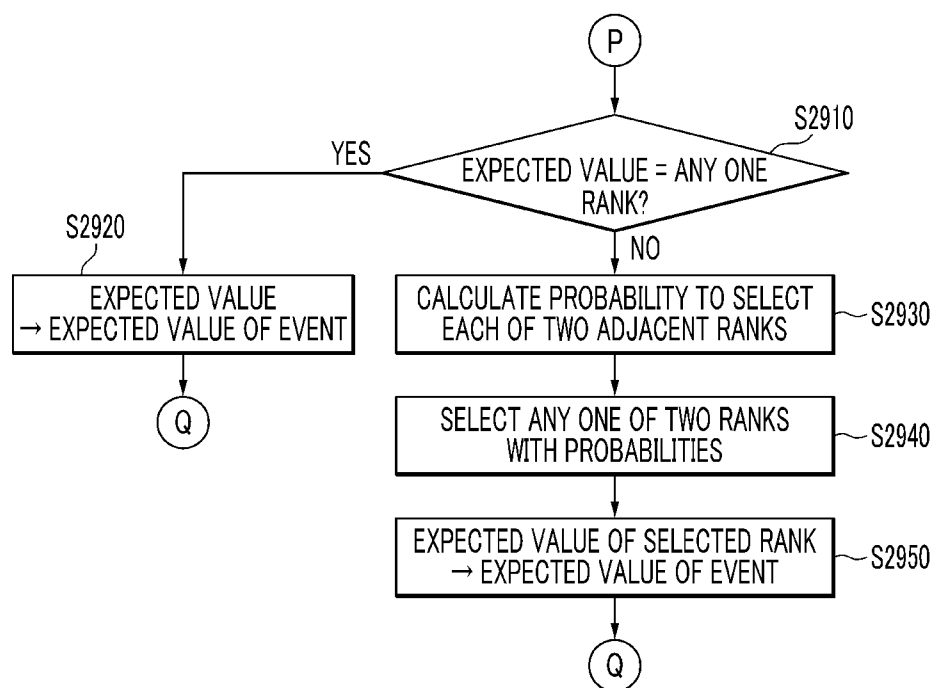 P
S2910
YES
EXPECTED VALUE = ANY ONE
RANK?
S2920
NO
EXPECTED VALUE
→ EXPECTED VALUE OF EVENT
CALCULATE PROBABILITY TO SELECT
EACH OF TWO ADJACENT RANKS
S2930
Q
SELECT ANY ONE OF TWO RANKS
WITH PROBABILITIES
S2940
EXPECTED VALUE OF SELECTED RANK
→ EXPECTED VALUE OF EVENT
S2950
Q